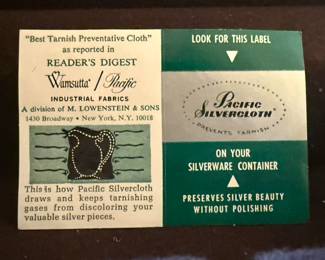 "Best Tarnish Preventative Cloth"
as reported in
READER'S DIGEST
Wamsutta / Pacific
INDUSTRIAL FABRICS
A division of M. LOWENSTEIN & SONS
1430 Broadway • New York, N.Y. 10018
This is how Pacific Silvercloth
draws and keeps tarnishing
gases from discoloring your
valuable silver pieces.
LOOK FOR THIS LABEL
PACIFIC
SILVERCLOTH
PREVENTS TARNISH
ON YOUR
SILVERWARE CONTAINER
PRESERVES SILVER BEAUTY
WITHOUT POLISHING